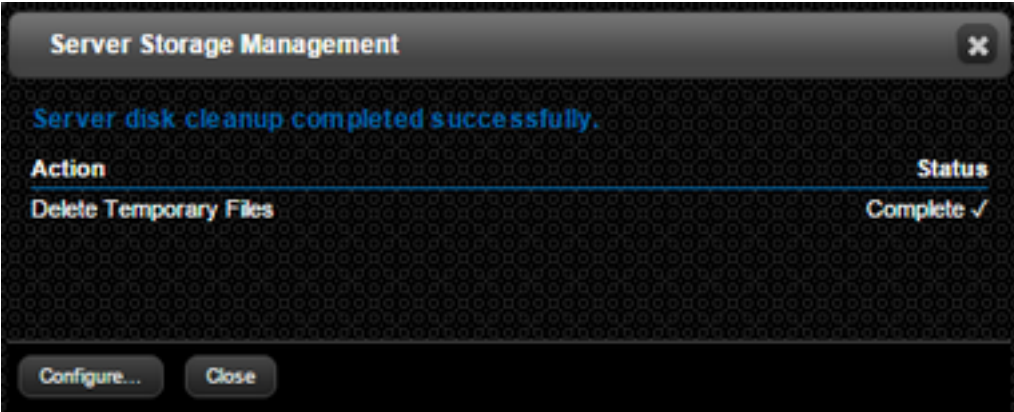 Server Storage Management
Server disk cleanup completed successfully.
Action Status
Delete Temporary Files Complete ✓
Configure... Close